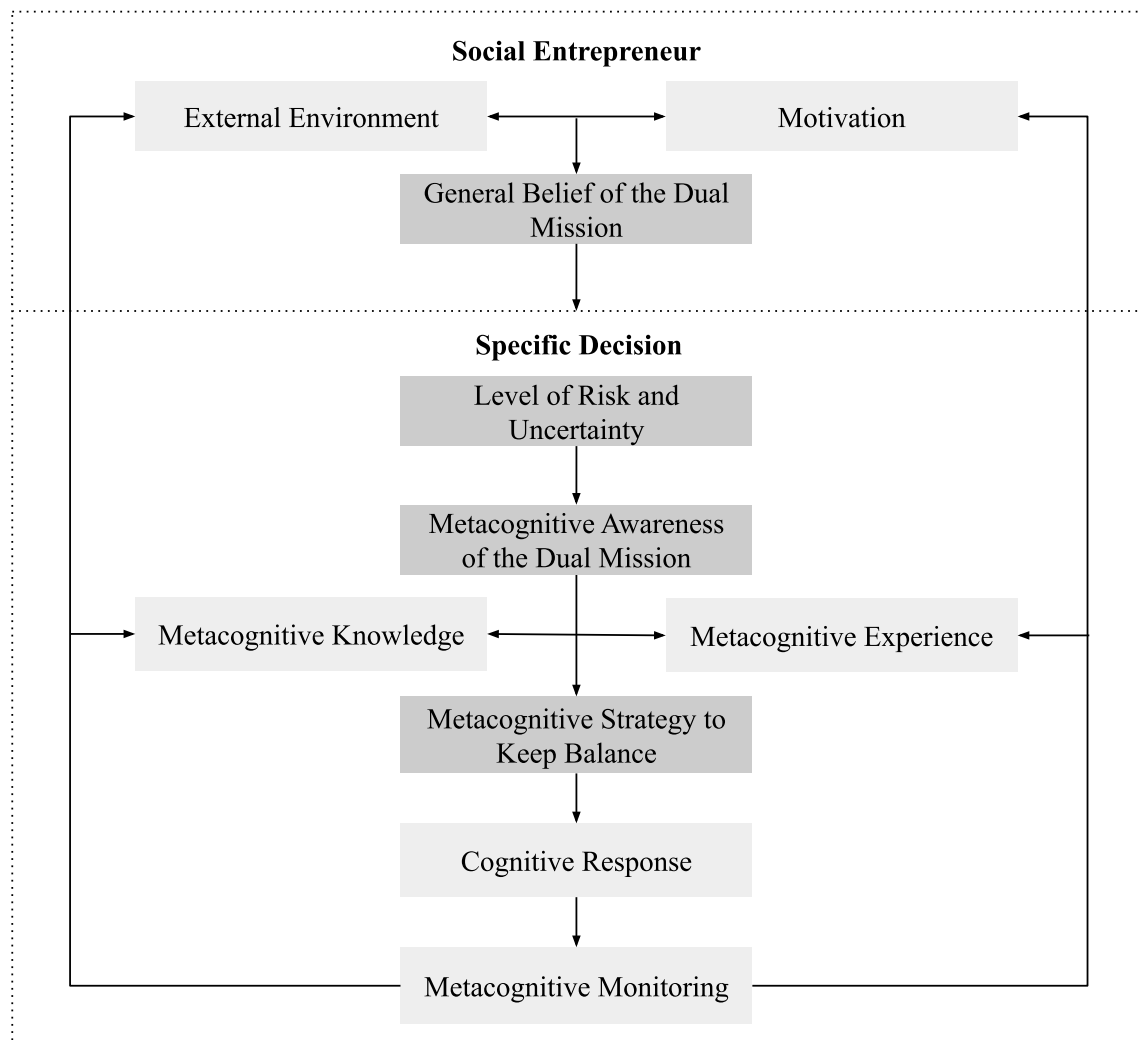 Social Entrepreneur
External Environment
Motivation
General Belief of the Dual
Mission
Specific Decision
Level of Risk and
Uncertainty
Metacognitive Awareness
of the Dual Mission
Metacognitive Knowledge
Metacognitive Experience
Metacognitive Strategy to
Keep Balance
Cognitive Response
Metacognitive Monitoring